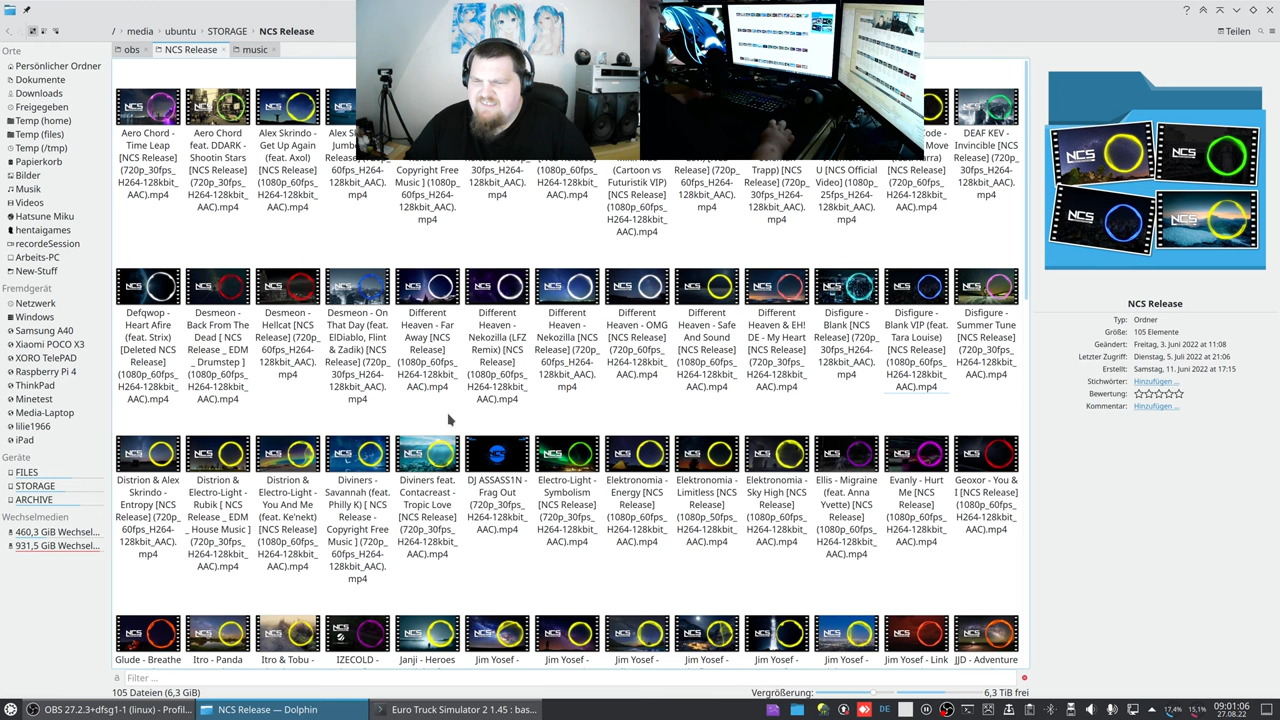 edia > ubuntu > STORAGE > NCS Release
Teilen
obs
NCS Release
music
Orte
Persönlicher Ordner
Dokumente
Downloads
Freigegeben
Temp (home)
Temp (files)
Temp (/tmp)
Papierkorb
Bilder
Musik
Videos
Hatsune Miku
hentaigames
recordeSession
Arbeits-PC
New-Stuff
Fremdgerät
Netzwerk
Windows
Samsung A40
Xiaomi POCO X3
XORO TelePAD
Raspberry Pi 4
ThinkPad
Minetest
Media-Laptop
lilie1966
iPad
Geräte
FILES
STORAGE
ARCHIVE
Wechselmedien
460,3 GiB Wechsel...
931,5 GiB Wechsel...
Aero Chord - Time Leap [NCS Release] (720p_30fps_H264-128kbit_AAC).mp4
Aero Chord feat. DDARK - Shootin Stars [NCS Release] (720p_30fps_H264-128kbit_AAC).mp4
Alex Skrindo - Get Up Again (feat. Axol) [NCS Release] (720p_60fps_H264-128kbit_AAC).mp4
DEAF KEV - Invincible [NCS Release] (720p_30fps_H264-128kbit_AAC).mp4
Defqwop - Heart Afire (feat. Strix) [Deleted NCS Release] (1080p_60fps_H264-128kbit_AAC).mp4
Desmeon - Back From The Dead [ NCS Release _ EDM _ Drumstep ] (1080p_60fps_H264-128kbit_AAC).mp4
Desmeon - Hellcat [NCS Release] (720p_60fps_H264-128kbit_AAC).mp4
Desmeon - On That Day (feat. ElDiablo, Flint & Zadik) [NCS Release] (720p_30fps_H264-128kbit_AAC).mp4
Different Heaven - Far Away [NCS Release] (1080p_60fps_H264-128kbit_AAC).mp4
Different Heaven - Nekozilla (LFZ Remix) [NCS Release] (1080p_60fps_H264-128kbit_AAC).mp4
Different Heaven - Nekozilla [NCS Release] (1080p_60fps_H264-128kbit_AAC).mp4
Different Heaven - OMG [NCS Release] (1080p_60fps_H264-128kbit_AAC).mp4
Different Heaven - Safe And Sound [NCS Release] (1080p_60fps_H264-128kbit_AAC).mp4
Different Heaven & EH!DE - My Heart [NCS Release] (720p_30fps_H264-128kbit_AAC).mp4
Disfigure - Blank [NCS Release] (720p_30fps_H264-128kbit_AAC).mp4
Disfigure - Blank VIP (feat. Tara Louise) [NCS Release] (1080p_60fps_H264-128kbit_AAC).mp4
Disfigure - Summer Tune [NCS Release] (1080p_60fps_H264-128kbit_AAC).mp4
Distrion & Alex Skrindo - Entropy [NCS Release] (720p_60fps_H264-128kbit_AAC).mp4
Distrion & Electro-Light - Rubik [ NCS Release _ EDM _ House Music ] (720p_60fps_H264-128kbit_AAC).mp4
Distrion & Electro-Light - You And Me (feat. Ke'nekt) [NCS Release] (1080p_60fps_H264-128kbit_AAC).mp4
Diviners - Savannah (feat. Philly K) [ NCS Release - Copyright Free Music ] (720p_60fps_H264-128kbit_AAC).mp4
Diviners feat. Contacreast - Tropic Love [NCS Release] (720p_30fps_H264-128kbit_AAC).mp4
DJ ASSASS1N - Frag Out (720p_30fps_H264-128kbit_AAC).mp4
Electro-Light - Symbolism [NCS Release] (720p_30fps_H264-128kbit_AAC).mp4
Elektronomia - Energy [NCS Release] (1080p_60fps_H264-128kbit_AAC).mp4
Elektronomia - Limitless [NCS Release] (1080p_50fps_H264-128kbit_AAC).mp4
Elektronomia - Sky High [NCS Release] (1080p_60fps_H264-128kbit_AAC).mp4
Ellis - Migraine (feat. Anna Yvette) [NCS Release] (1080p_60fps_H264-128kbit_AAC).mp4
Evanly - Hurt Me [NCS Release] (1080p_60fps_H264-128kbit_AAC).mp4
Geoxor - You & I [NCS Release] (1080p_60fps_H264-128kbit_AAC).mp4
Glude - Breathe
Itro - Panda
Itro & Tobu -
IZECOLD -
Janji - Heroes
Jim Yosef -
Jim Yosef -
Jim Yosef -
Jim Yosef -
Jim Yosef -
Jim Yosef -
Jim Yosef - Link
JJD - Adventure
NCS Release
Typ: Ordner
Größe: 105 Elemente
Geändert: Freitag, 3. Juni 2022 um 11:08
Letzter Zugriff: Dienstag, 5. Juli 2022 um 21:06
Erstellt: Samstag, 11. Juni 2022 um 17:15
Stichwörter: Hinzufügen ...
Bewertung:
Kommentar: Hinzufügen ...
Filter ...
105 Dateien (6,3 GiB)
Vergrößerung:
6,3 TiB frei
OBS 27.2.3+dfsg1-1 (linux) - Profil...
NCS Release — Dolphin
Euro Truck Simulator 2 1.45 : bas...
DE
17,4%
15,1%
09:01:06
27.08.22